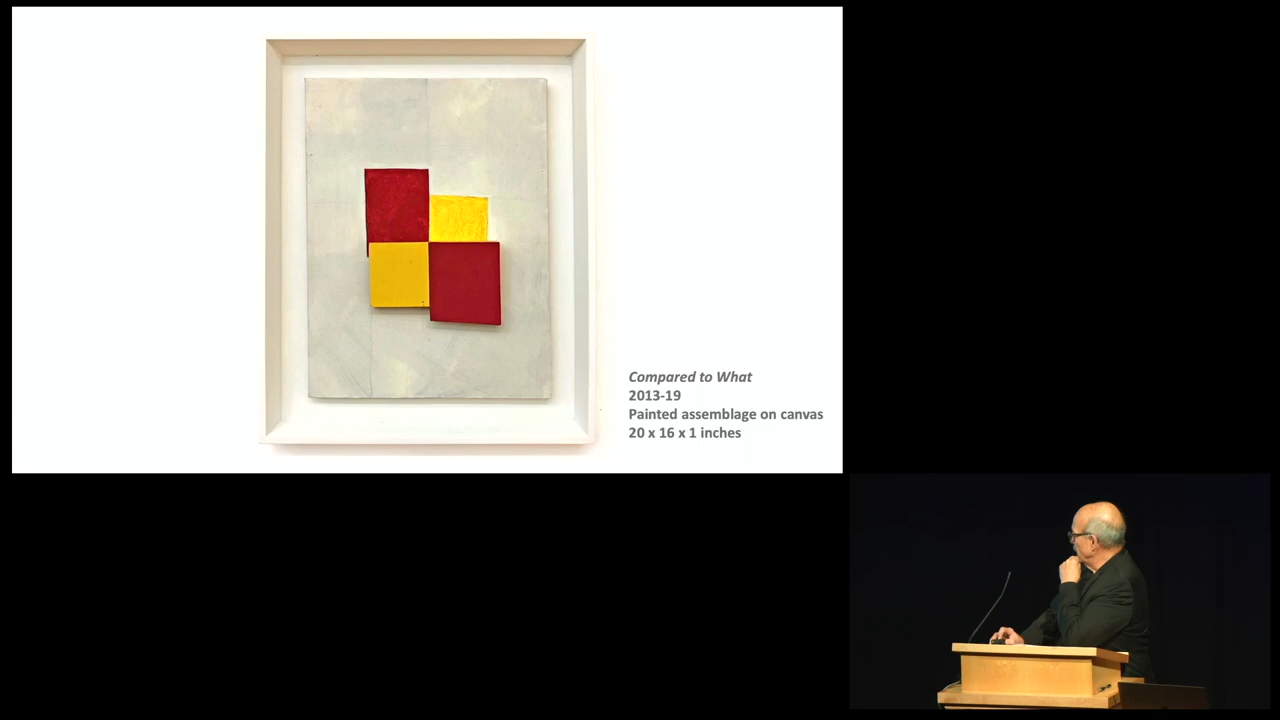 Compared to What
2013-19
Painted assemblage on canvas
20 x 16 x 1 inches